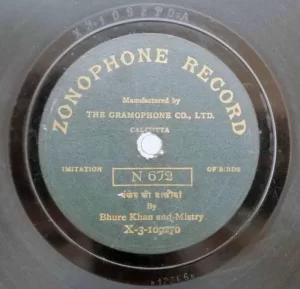 ZONOPHONE RECORD
Manufactured by
THE GRAMOPHONE CO., LTD.
CALCUTTA
IMITATION OF BIRDS
N 672
By
Bhure Khan and Mistry
X-3-109270